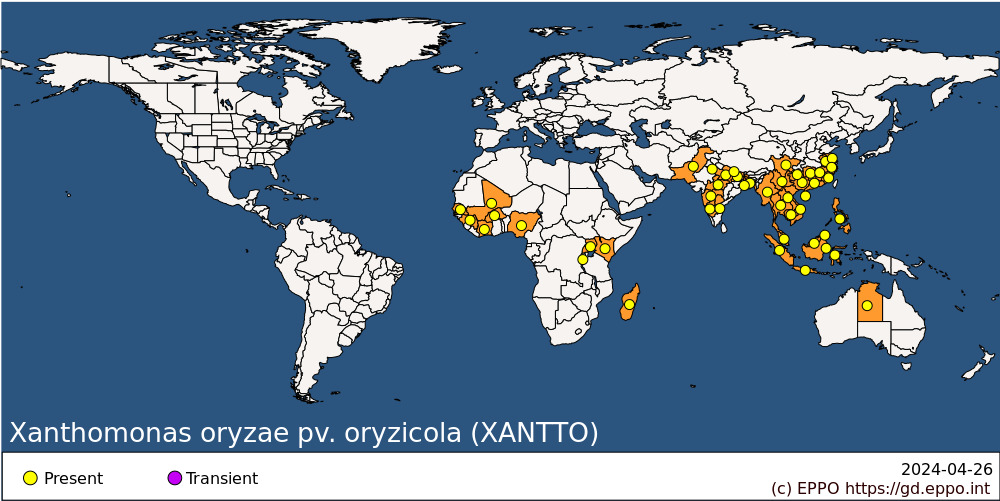 Xanthomonas oryzae pv. oryzicola (XANTTO)
Present
Transient
2024-04-26
(c) EPPO https://gd.eppo.int